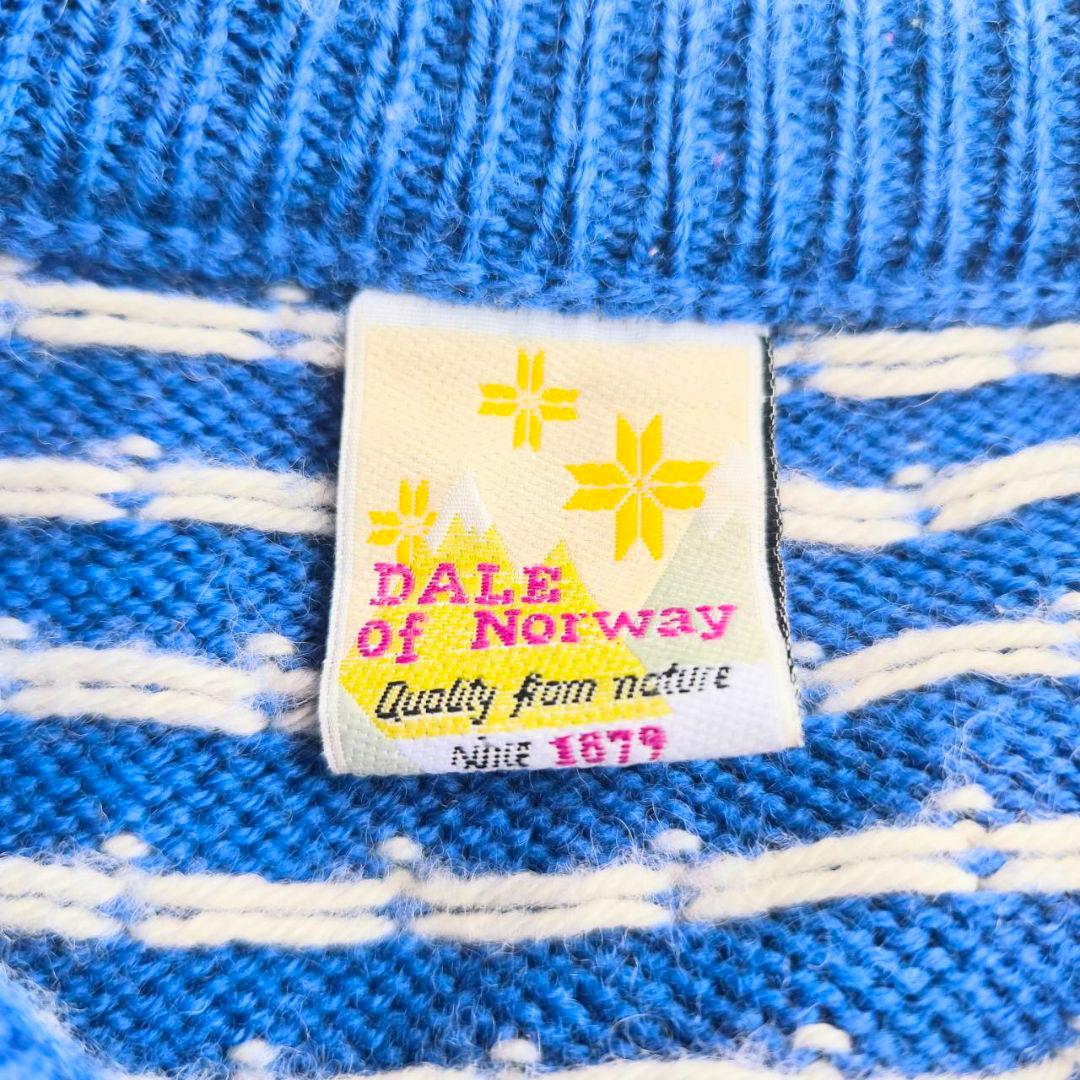 DALE
Of Norway
Quality from nature
since 1879